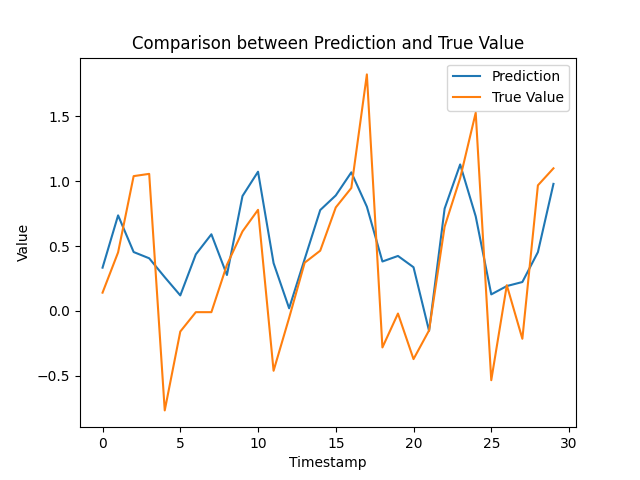 Comparison between Prediction and True Value
Prediction
True Value
1.5
1.0
0.5
0.0
−0.5
Value
0 5 10 15 20 25 30
Timestamp